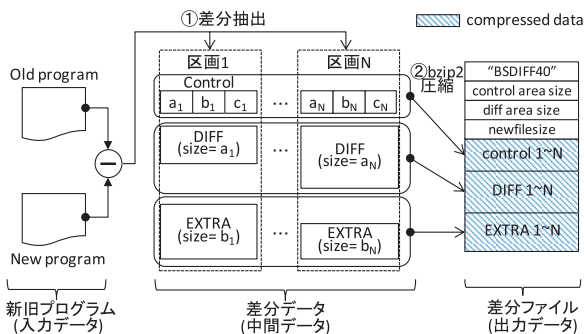 ①差分抽出
compressed data
Old program
New program
区画1
区画N
Control
a1 b1 c1 … aN bN cN
DIFF
(size= a1)
…
DIFF
(size= aN)
EXTRA
(size= b1)
…
EXTRA
(size= bN)
②bzip2
圧縮
"BSDIFF40"
control area size
diff area size
newfilesize
control 1~N
DIFF 1~N
EXTRA 1~N
新旧プログラム
(入力データ)
差分データ
(中間データ)
差分ファイル
(出力データ)